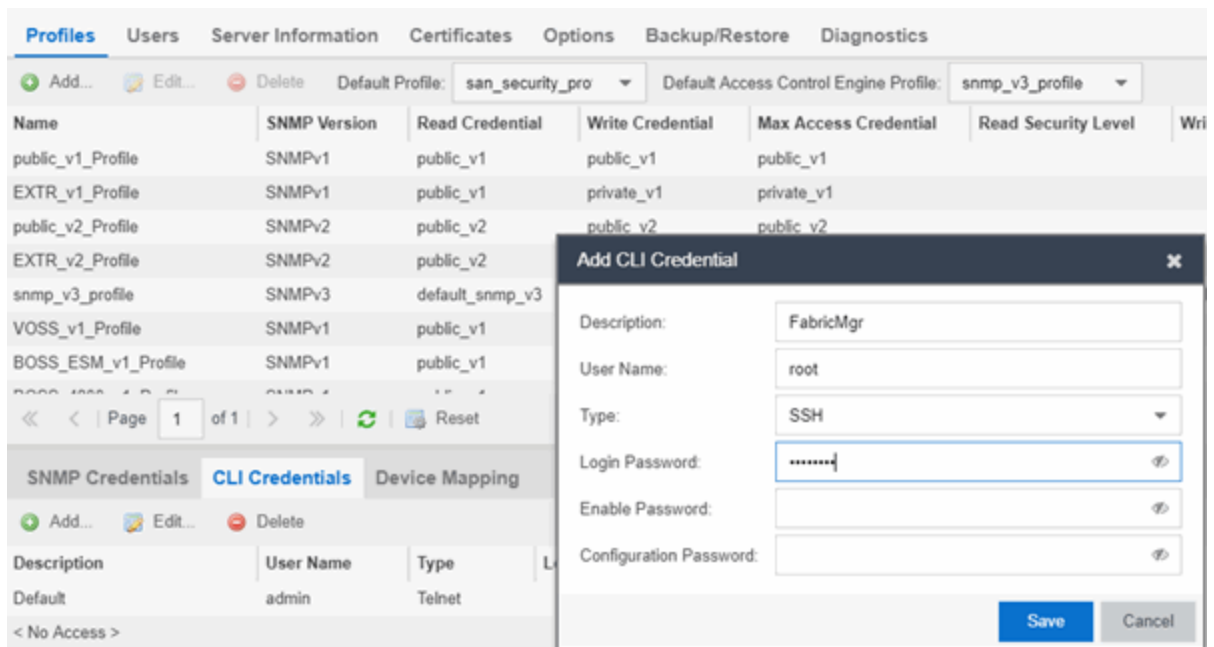 Profiles Users Server Information Certificates Options Backup/Restore Diagnostics
Add... Edit... Delete Default Profile: san_security_pro Default Access Control Engine Profile: snmp_v3_profile
Name SNMP Version Read Credential Write Credential Max Access Credential Read Security Level Wri
public_v1_Profile SNMPv1 public_v1 public_v1 public_v1
EXTR_v1_Profile SNMPv1 public_v1 private_v1 private_v1
public_v2_Profile SNMPv2 public_v2 public_v2 public_v2
EXTR_v2_Profile SNMPv2 public_v2
snmp_v3_profile SNMPv3 default_snmp_v3
VOSS_v1_Profile SNMPv1 public_v1
BOSS_ESM_v1_Profile SNMPv1 public_v1
Page 1 of 1 Reset
SNMP Credentials CLI Credentials Device Mapping
Add... Edit... Delete
Description User Name Type L
Default admin Telnet
< No Access >
Add CLI Credential
Description: FabricMgr
User Name: root
Type: SSH
Login Password: ••••••••
Enable Password:
Configuration Password:
Save Cancel